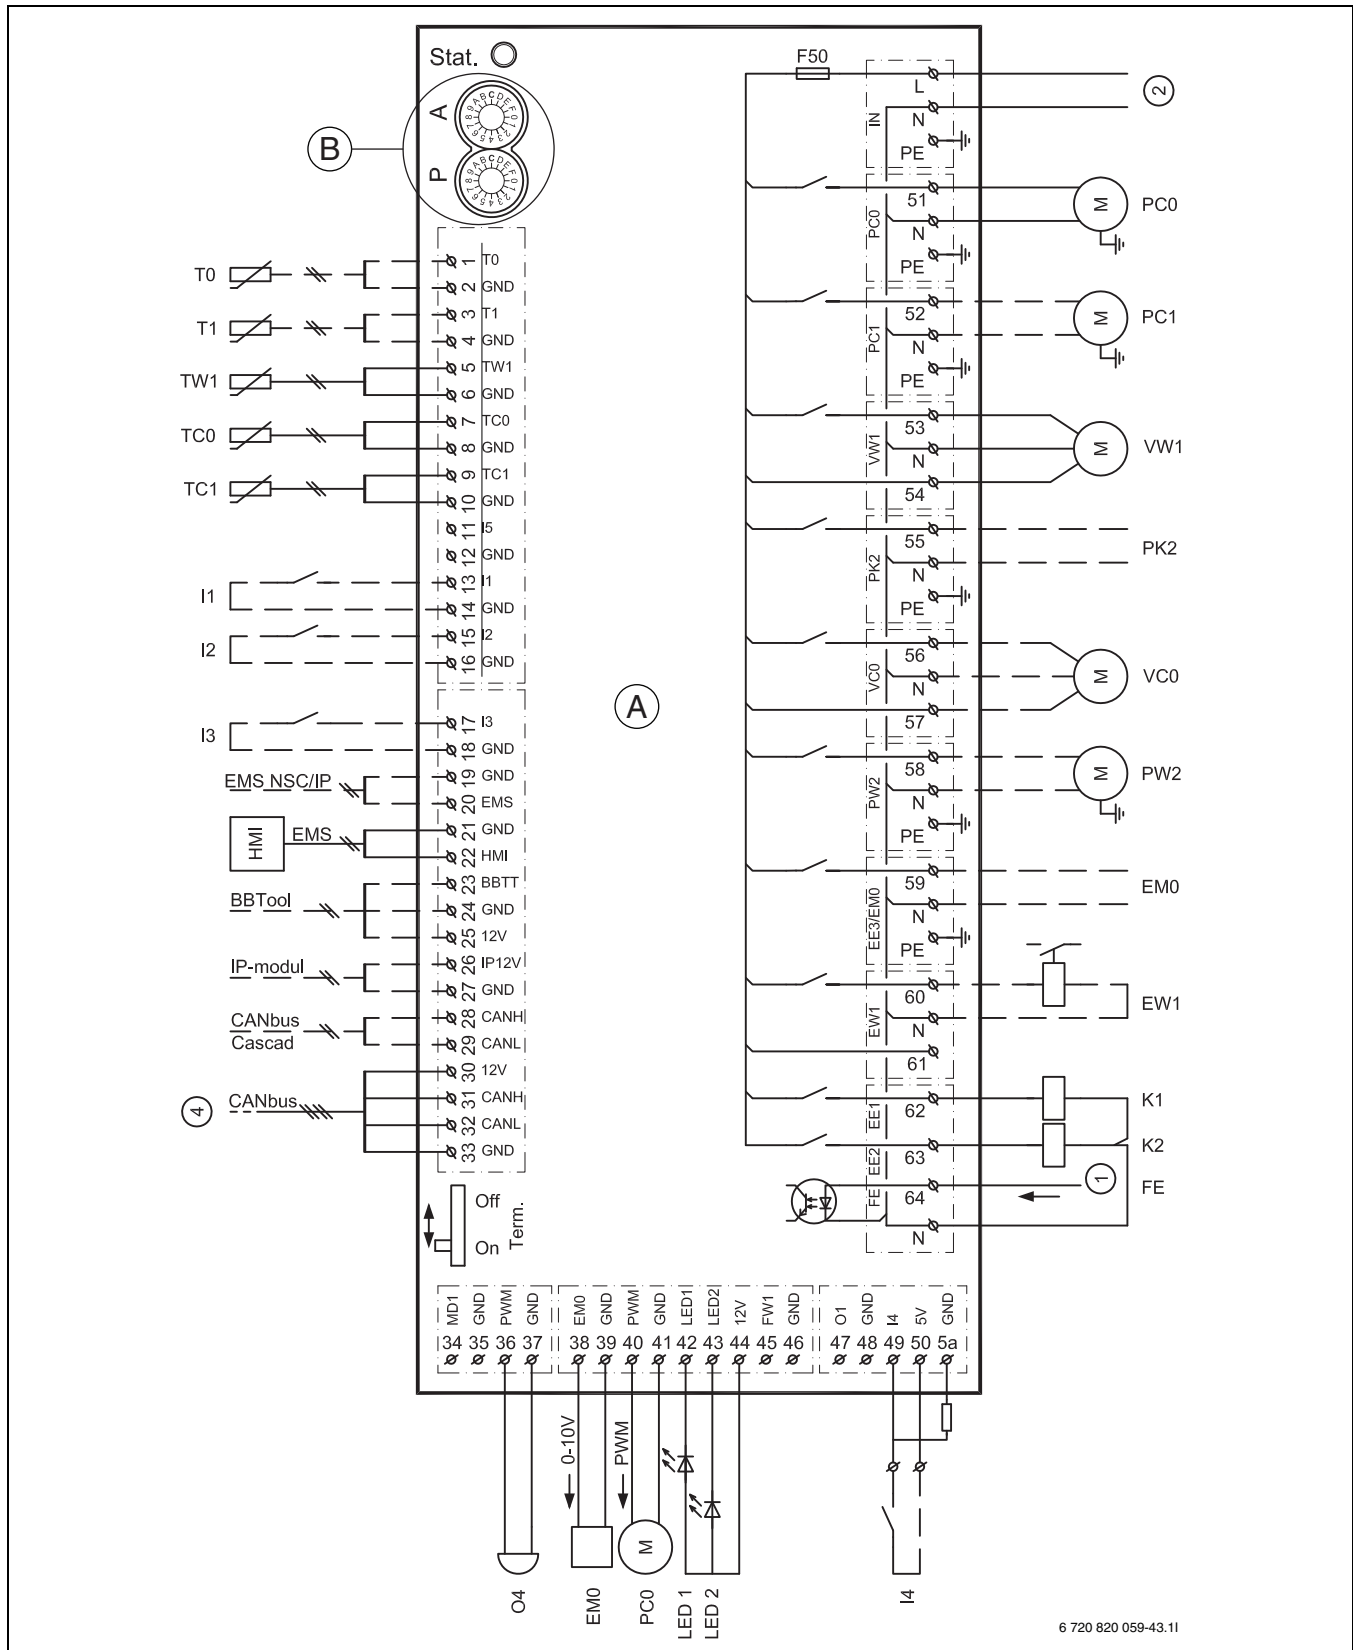 Stat.
F50
A
P
B
A
L
N
PE
IN
2
51
N
PE
PC0
M
PC0
52
N
PE
PC1
M
PC1
53
N
54
VW1
M
VW1
55
N
PE
PK2
PK2
56
N
57
VC0
M
VC0
58
N
PE
PW2
M
PW2
59
N
PE
EE3/EM0
EM0
60
N
61
EW1
EW1
62
EE1
K1
63
EE2
K2
64
N
FE
1
FE
T0
1 T0
2 GND
T1
3 T1
4 GND
TW1
5 TW1
6 GND
TC0
7 TC0
8 GND
TC1
9 TC1
10 GND
11 I5
12 GND
I1
13 I1
14 GND
I2
15 I2
16 GND
I3
17 I3
18 GND
EMS NSC/IP
19 GND
20 EMS
HMI
EMS
21 GND
22 HMI
BBTool
23 BBTT
24 GND
25 12V
IP-modul
26 IP12V
27 GND
CANbus
Cascad
28 CANH
29 CANL
4
CANbus
30 12V
31 CANH
32 CANL
33 GND
Off
On
Term.
MD1 GND PWM GND
34 35 36 37
EM0 GND PWM GND LED1 LED2 12V FW1 GND
38 39 40 41 42 43 44 45 46
O1 GND I4 5V GND
47 48 49 50 5a
0-10V
PWM
M
O4
EM0
PC0
LED 1
LED 2
I4
6 720 820 059-43.1I